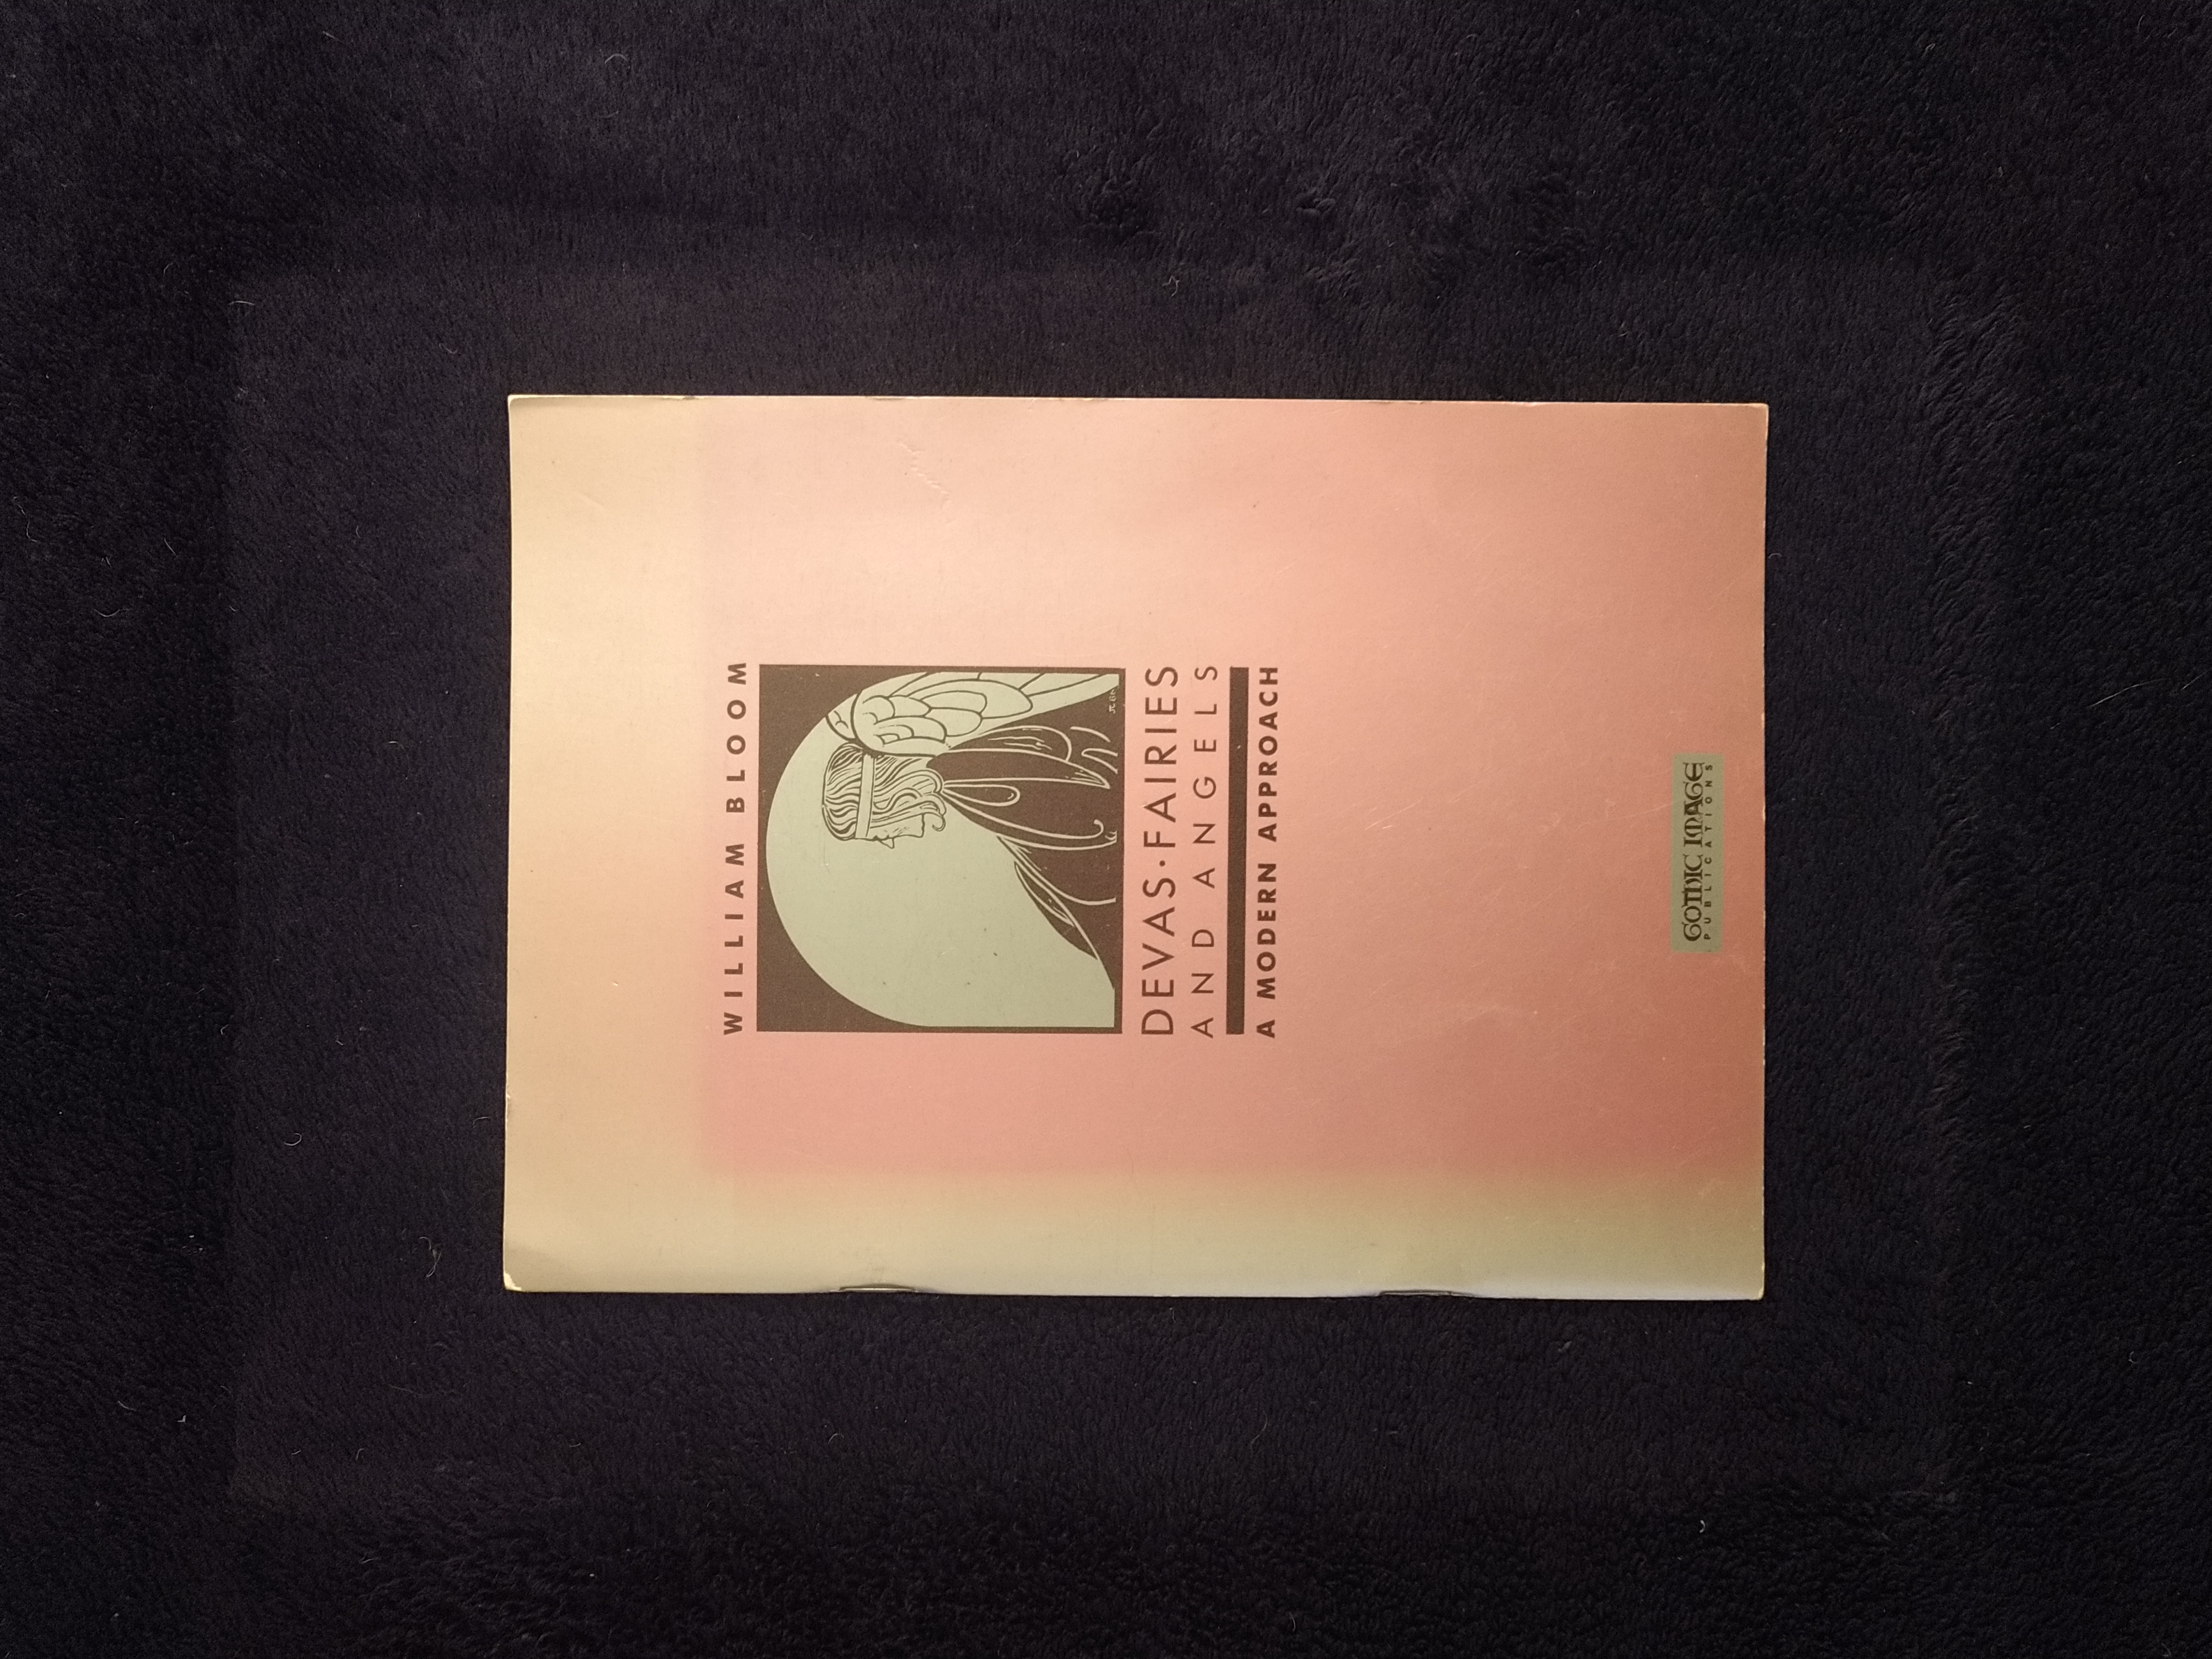 WILLIAM BLOOM
DEVAS·FAIRIES
AND ANGELS
A MODERN APPROACH
GOTHIC IMAGE
PUBLICATIONS